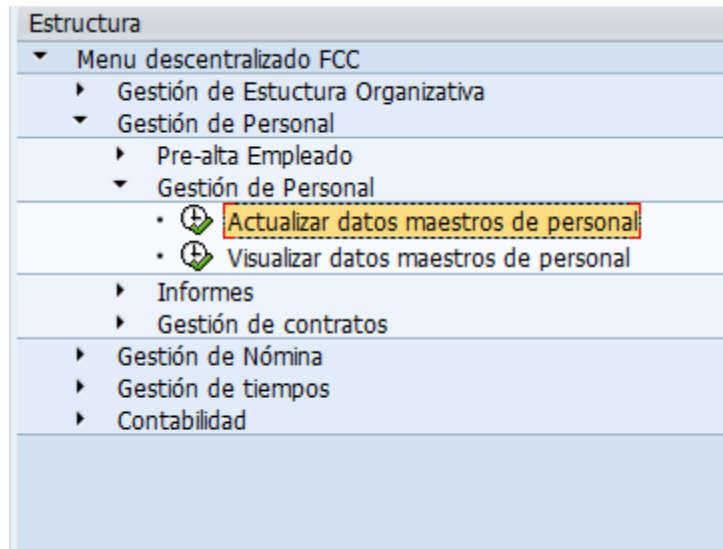 Estructura
Menu descentralizado FCC
Gestión de Estuctura Organizativa
Gestión de Personal
Pre-alta Empleado
Gestión de Personal
Actualizar datos maestros de personal
Visualizar datos maestros de personal
Informes
Gestión de contratos
Gestión de Nómina
Gestión de tiempos
Contabilidad